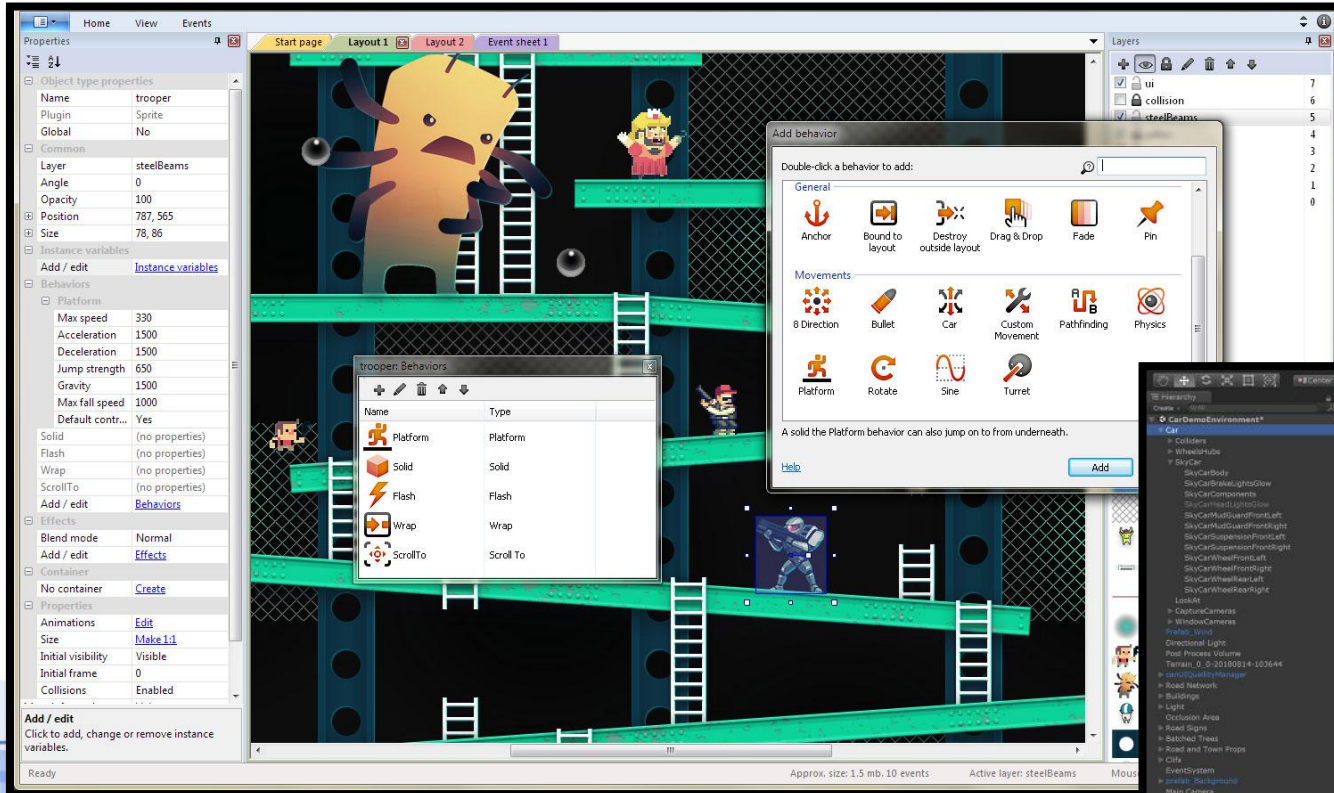 Home View Events
Properties
Object type properties
Name trooper
Plugin Sprite
Global No
Common
Layer steelBeams
Angle 0
Opacity 100
Position 787, 565
Size 78, 86
Instance variables
Add / edit Instance variables
Behaviors
Platform
Max speed 330
Acceleration 1500
Deceleration 1500
Jump strength 650
Gravity 1500
Max fall speed 1000
Default contr... Yes
Solid (no properties)
Flash (no properties)
Wrap (no properties)
ScrollTo (no properties)
Add / edit Behaviors
Effects
Blend mode Normal
Add / edit Effects
Container
No container Create
Properties
Animations Edit
Size Make 1:1
Initial visibility Visible
Initial frame 0
Collisions Enabled
Add / edit
Click to add, change or remove instance
variables.
Ready
Start page Layout 1 Layout 2 Event sheet 1
trooper: Behaviors
Name Type
Platform Platform
Solid Solid
Flash Flash
Wrap Wrap
ScrollTo Scroll To
Add behavior
Double-click a behavior to add:
General
Anchor Bound to layout Destroy outside layout Drag & Drop Fade Pin
Movements
8 Direction Bullet Car Custom Movement Pathfinding Physics
Platform Rotate Sine Turret
A solid the Platform behavior can also jump on to from underneath.
Help Add
Layers
ui 7
collision 6
steelBeams 5
4
3
2
1
0
Approx. size: 1.5 mb. 10 events Active layer: steelBeams Mous
Center
Hierarchy
Create
CarDemoEnvironment*
Car
Colliders
WheelsHubs
SkyCar
SkyCarBody
SkyCarBrakeLightsGlow
SkyCarComponents
SkyCarHeadLightsGlow
SkyCarMudGuardFrontLeft
SkyCarMudGuardFrontRight
SkyCarSuspensionFrontLeft
SkyCarSuspensionFrontRight
SkyCarWheelFrontLeft
SkyCarWheelFrontRight
SkyCarWheelRearLeft
SkyCarWheelRearRight
LookAt
CaptureCameras
WindowCameras
Prefab_Wind
Directional Light
Post Process Volume
Terrain_0_0-20180814-103644
Road Network
Buildings
Light
Occlusion Area
Road Signs
Batched Trees
Road and Town Props
Cliffs
EventSystem
prefab_Background
Main Camera